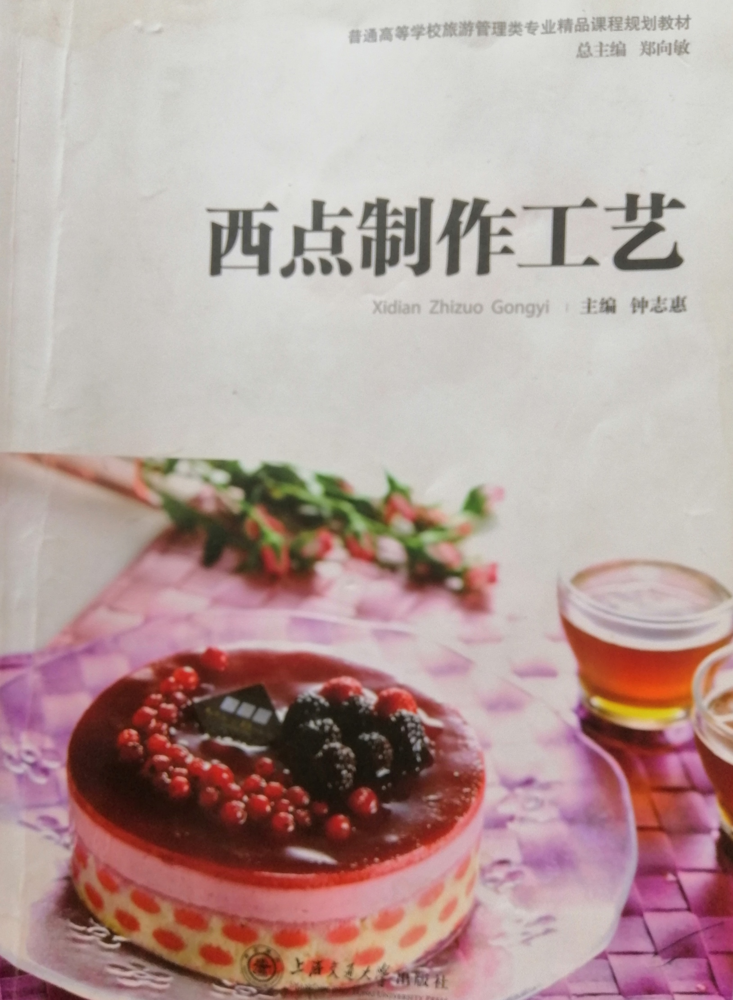 普通高等学校旅游管理类专业精品课程规划教材
总主编 郑向敏
西点制作工艺
Xidian Zhizuo Gongyi | 主编 钟志惠
上海交通大学出版社